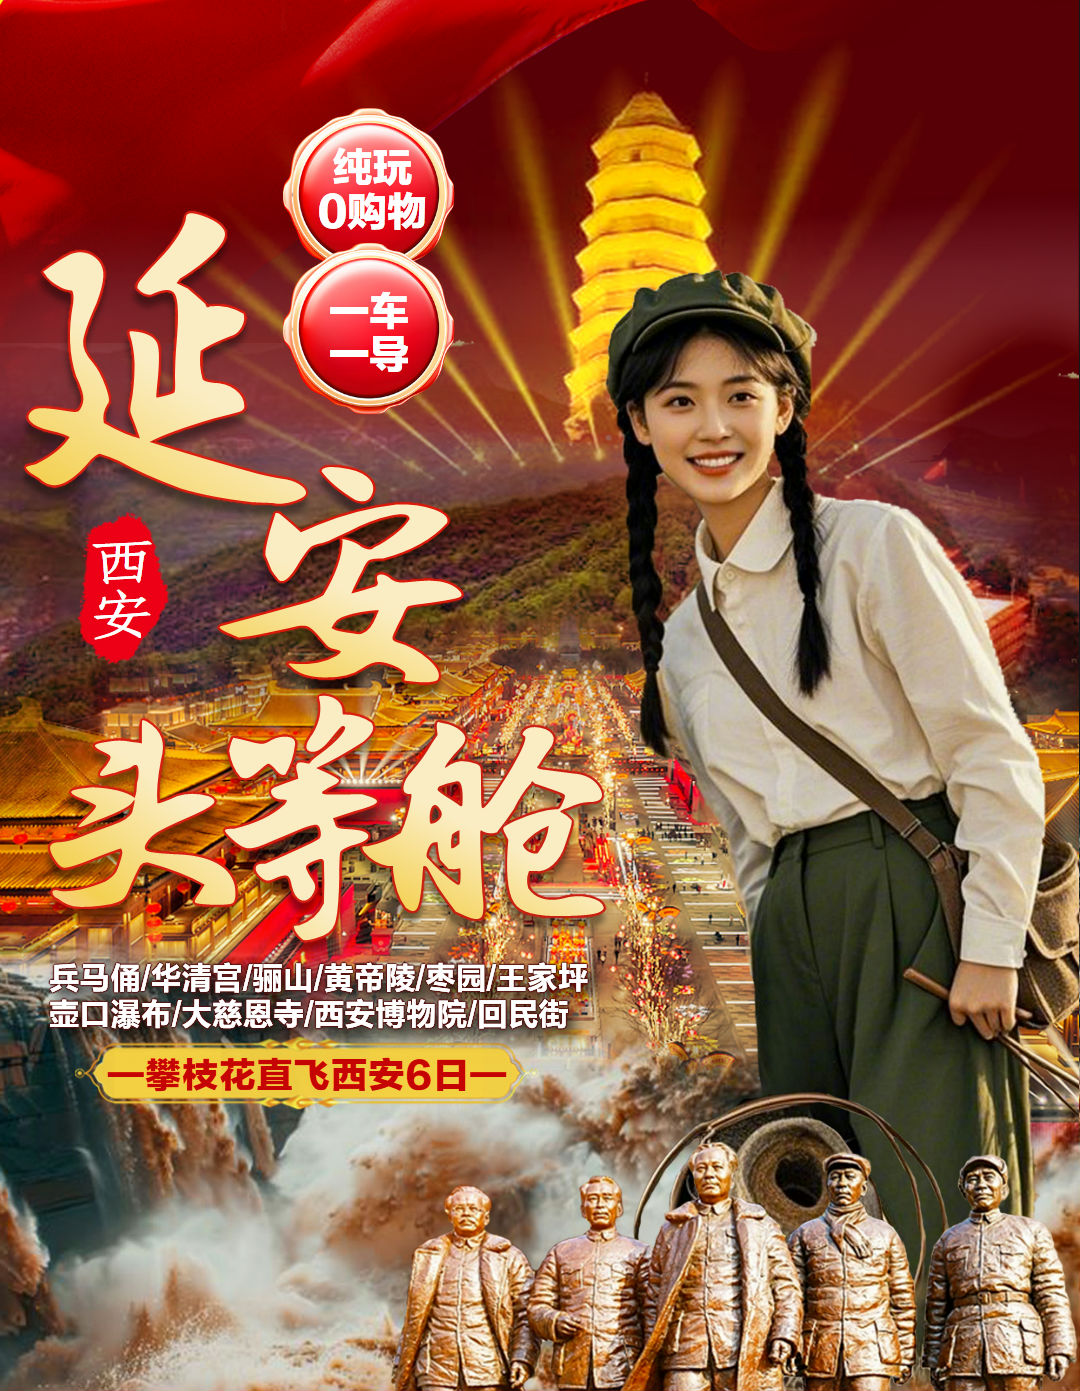 纯玩
0购物
一车
一导
延安
西安
头等舱
兵马俑/华清宫/骊山/黄帝陵/枣园/王家坪
壶口瀑布/大慈恩寺/西安博物院/回民街
一攀枝花直飞西安6日一